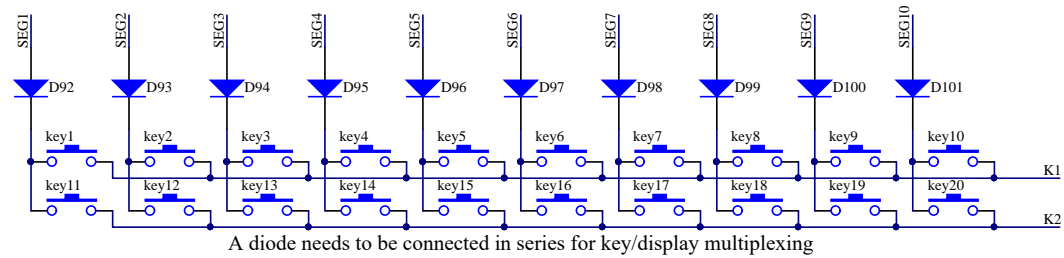 SEG1 SEG2 SEG3 SEG4 SEG5 SEG6 SEG7 SEG8 SEG9 SEG10
D92 D93 D94 D95 D96 D97 D98 D99 D100 D101
key1 key2 key3 key4 key5 key6 key7 key8 key9 key10
K1
key11 key12 key13 key14 key15 key16 key17 key18 key19 key20
K2
A diode needs to be connected in series for key/display multiplexing